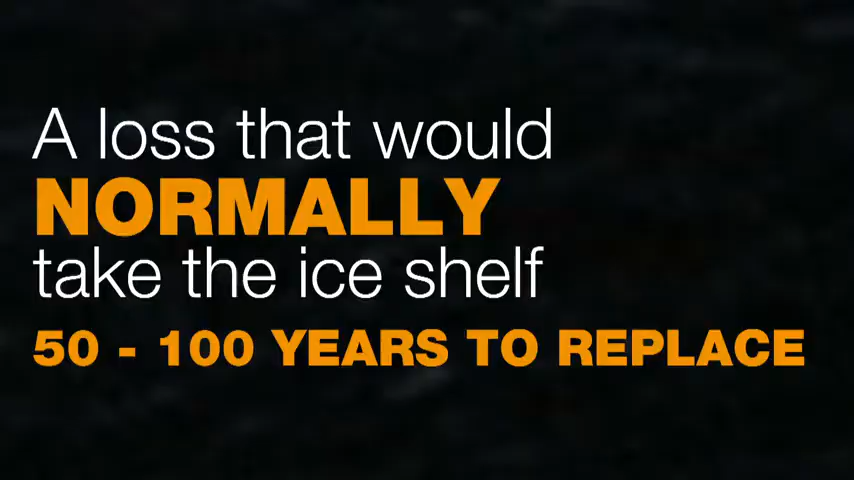 A loss that would
NORMALLY
take the ice shelf
50 - 100 YEARS TO REPLACE